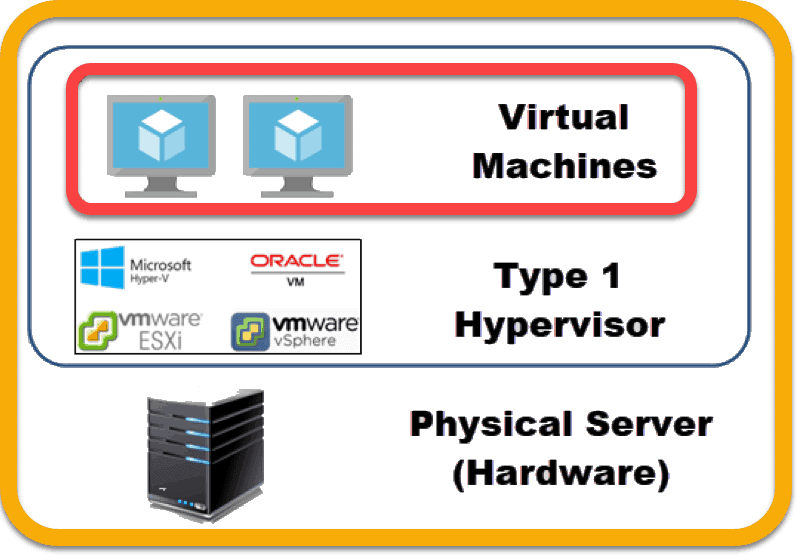 Virtual
Machines
Microsoft
Hyper-V
ORACLE
VM
vmware
ESXi
vmware
vSphere
Type 1
Hypervisor
Physical Server
(Hardware)